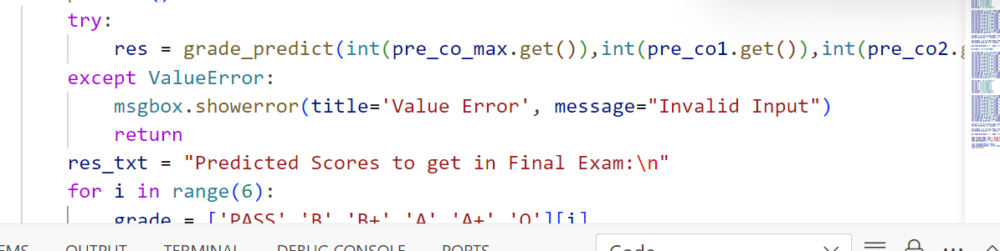 try:
res = grade_predict(int(pre_co_max.get()),int(pre_co1.get()),int(pre_co2.
except ValueError:
msgbox.showerror(title='Value Error', message="Invalid Input")
return
res_txt = "Predicted Scores to get in Final Exam:\n"
for i in range(6):
grade = ['PASS' 'B' 'B+' 'A' 'A+' 'O'][i]
EMS OUTPUT TERMINAL DEBUG CONSOLE PORTS Code